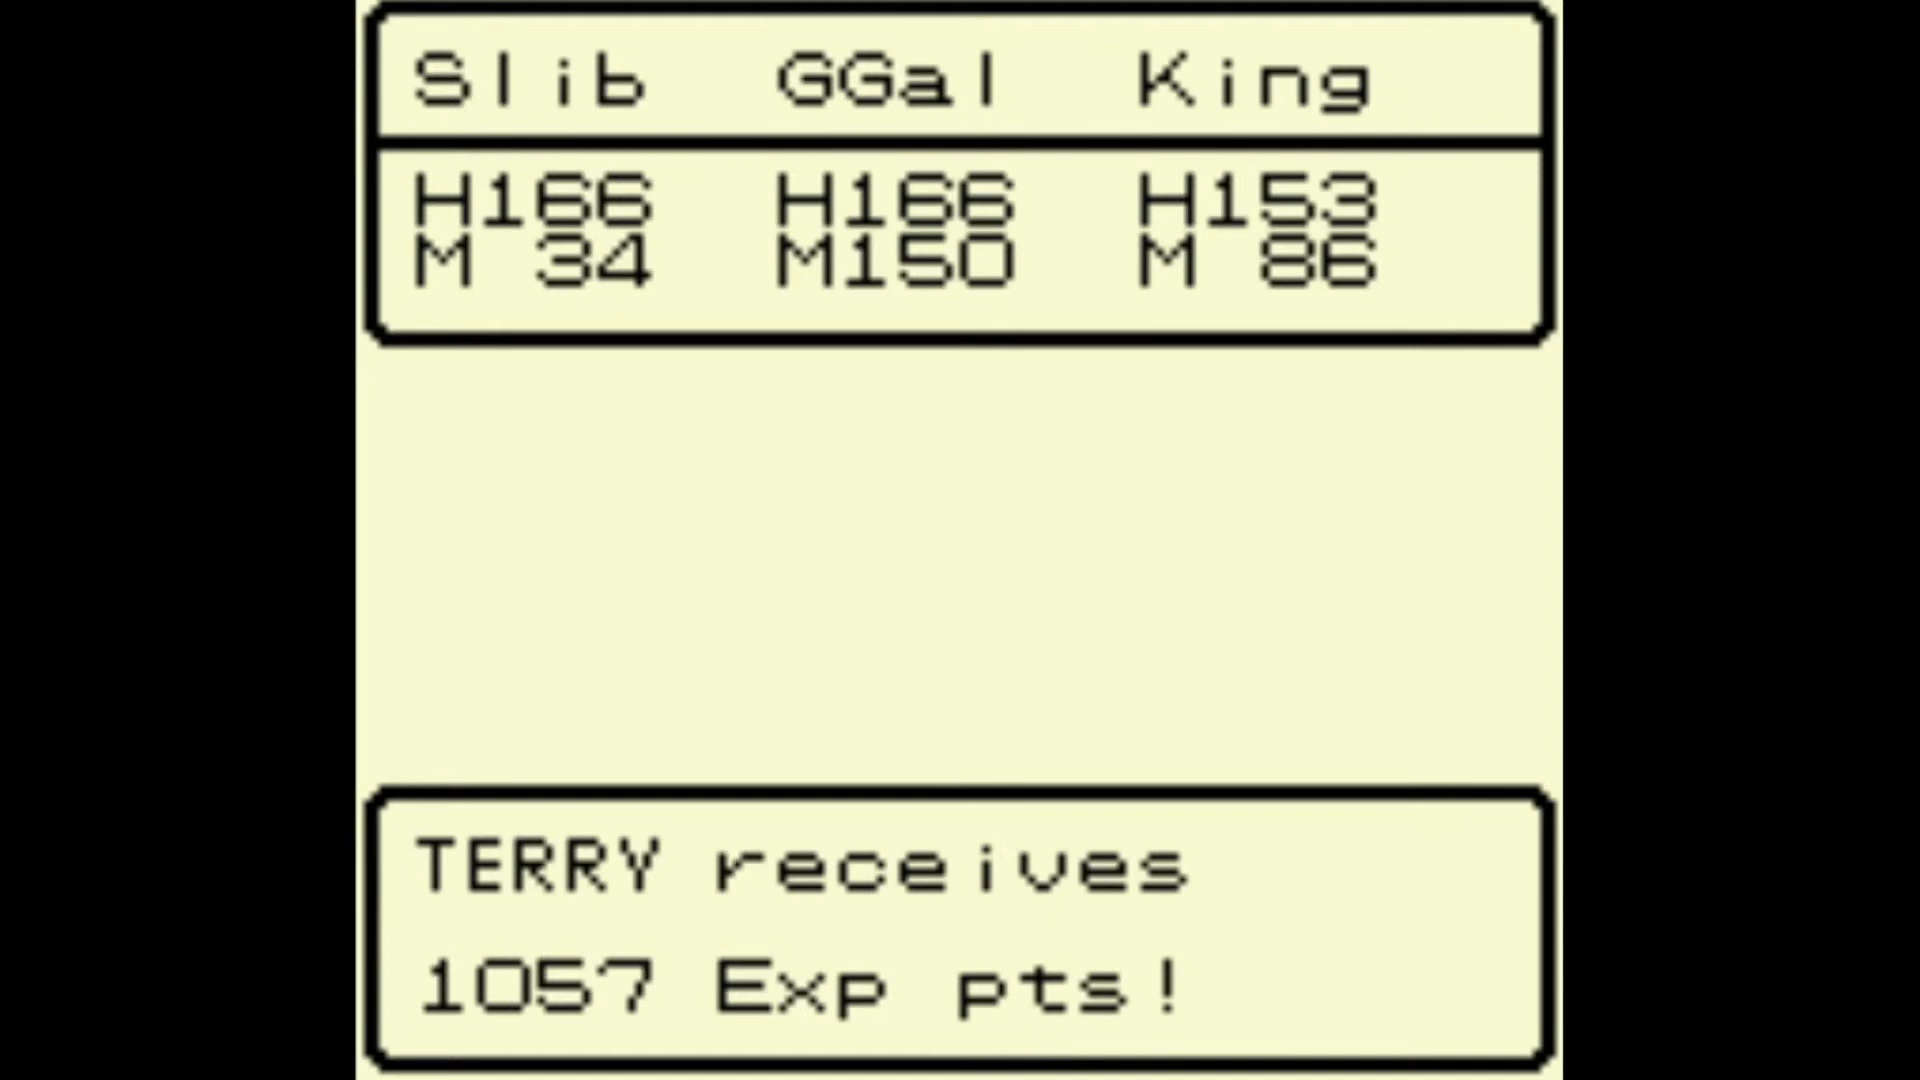 Slib GGal King
H166 H166 H153
M 34 M150 M 86
TERRY receives
1057 Exp pts!